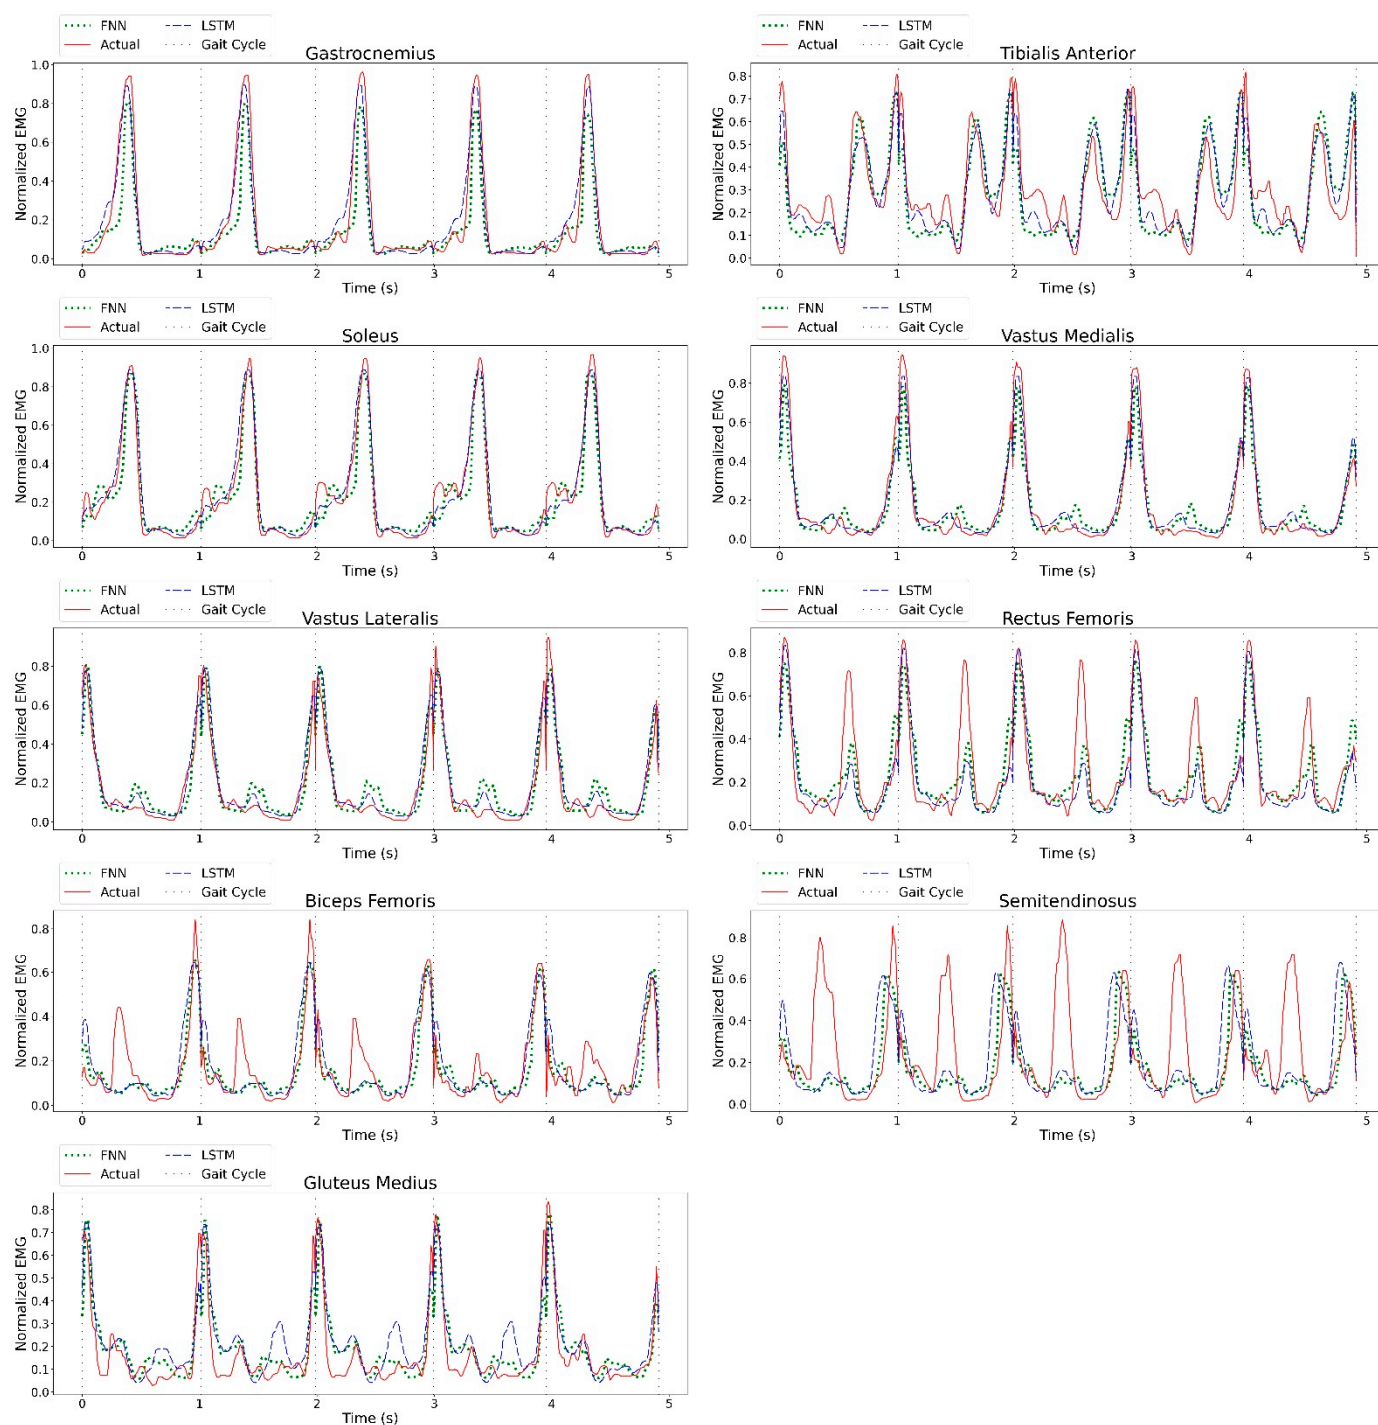 FNN LSTM
Actual Gait Cycle
Gastrocnemius
Normalized EMG
1.0
0.8
0.6
0.4
0.2
0.0
0 1 2 3 4 5
Time (s)
FNN LSTM
Actual Gait Cycle
Tibialis Anterior
Normalized EMG
0.8
0.7
0.6
0.5
0.4
0.3
0.2
0.1
0.0
0 1 2 3 4 5
Time (s)
FNN LSTM
Actual Gait Cycle
Soleus
Normalized EMG
1.0
0.8
0.6
0.4
0.2
0.0
0 1 2 3 4 5
Time (s)
FNN LSTM
Actual Gait Cycle
Vastus Medialis
Normalized EMG
0.8
0.6
0.4
0.2
0.0
0 1 2 3 4 5
Time (s)
FNN LSTM
Actual Gait Cycle
Vastus Lateralis
Normalized EMG
0.8
0.6
0.4
0.2
0.0
0 1 2 3 4 5
Time (s)
FNN LSTM
Actual Gait Cycle
Rectus Femoris
Normalized EMG
0.8
0.6
0.4
0.2
0.0
0 1 2 3 4 5
Time (s)
FNN LSTM
Actual Gait Cycle
Biceps Femoris
Normalized EMG
0.8
0.6
0.4
0.2
0.0
0 1 2 3 4 5
Time (s)
FNN LSTM
Actual Gait Cycle
Semitendinosus
Normalized EMG
0.8
0.6
0.4
0.2
0.0
0 1 2 3 4 5
Time (s)
FNN LSTM
Actual Gait Cycle
Gluteus Medius
Normalized EMG
0.8
0.7
0.6
0.5
0.4
0.3
0.2
0.1
0.0
0 1 2 3 4 5
Time (s)